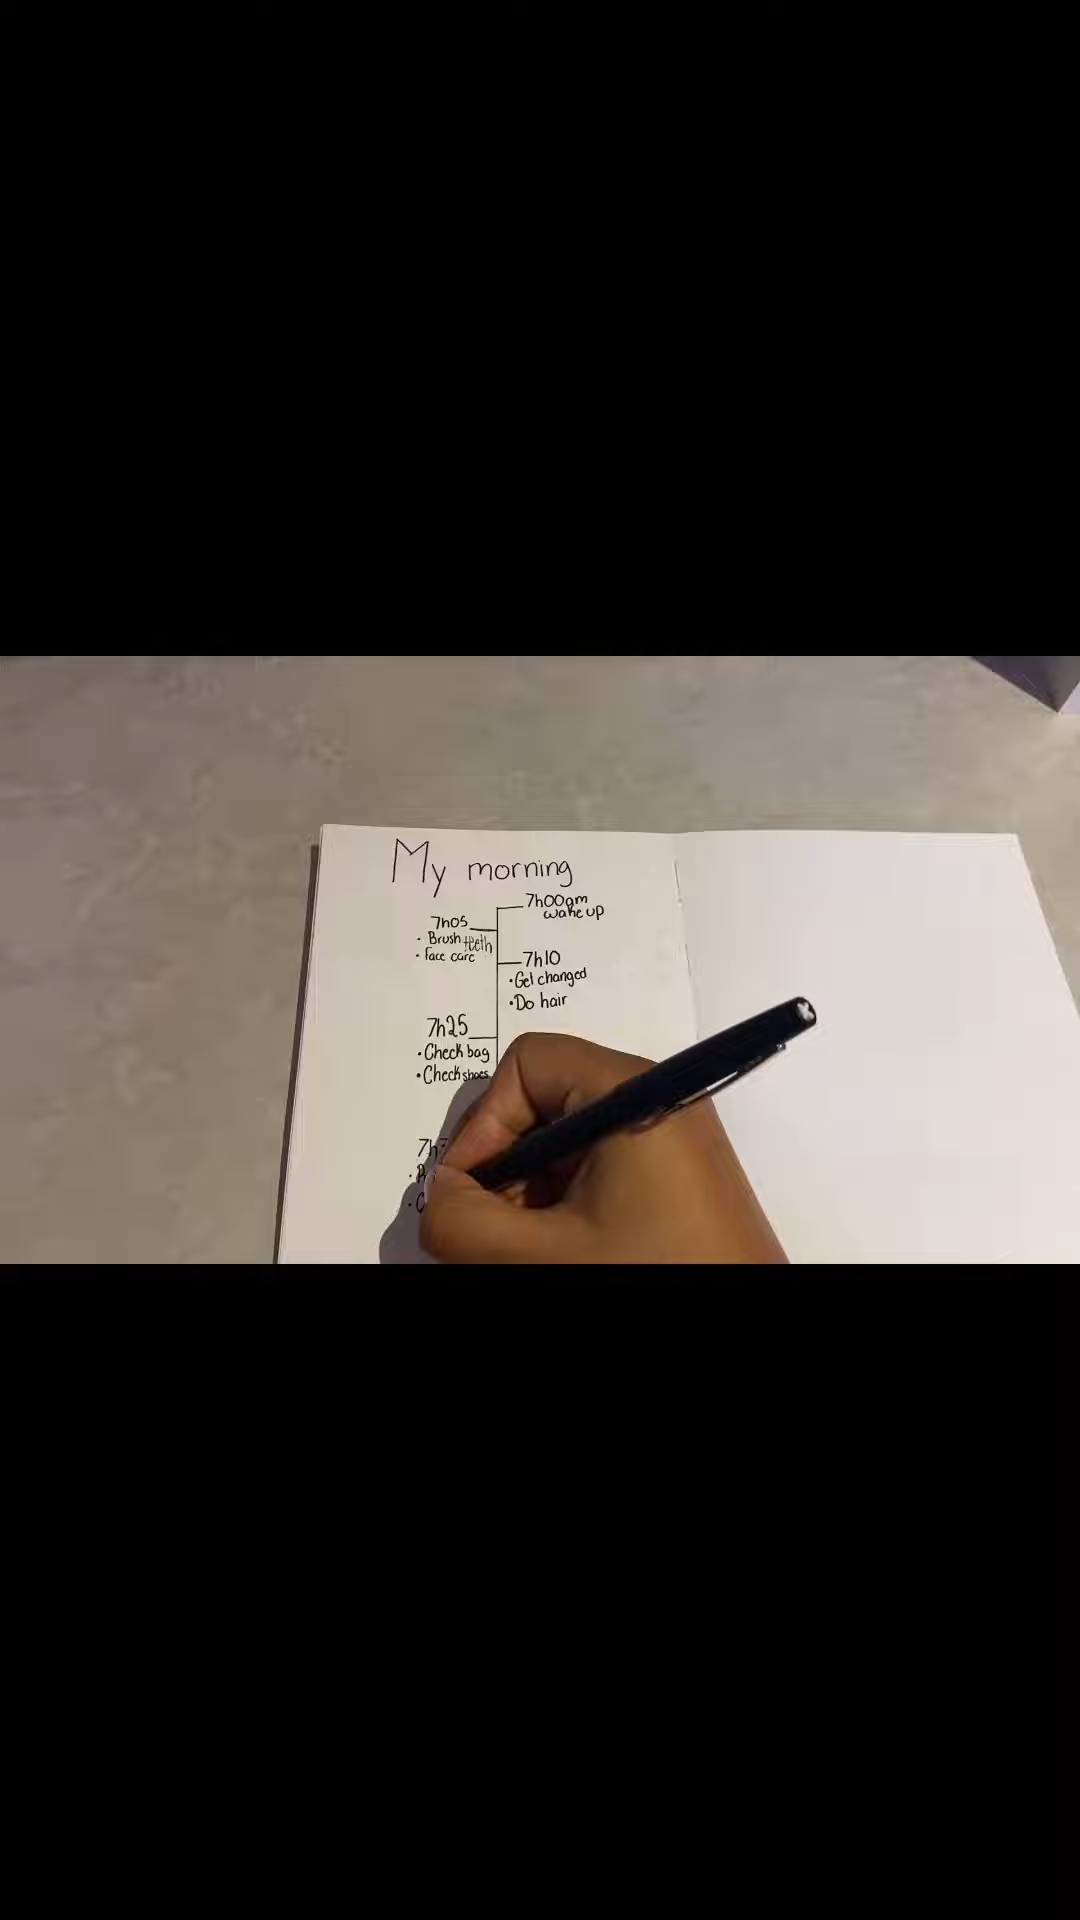 My morning
7h00am
wake up
7h05
- Brush teeth
- Face care
7h10
• Get changed
• Do hair
7h25
• Check bag
• Check shoes